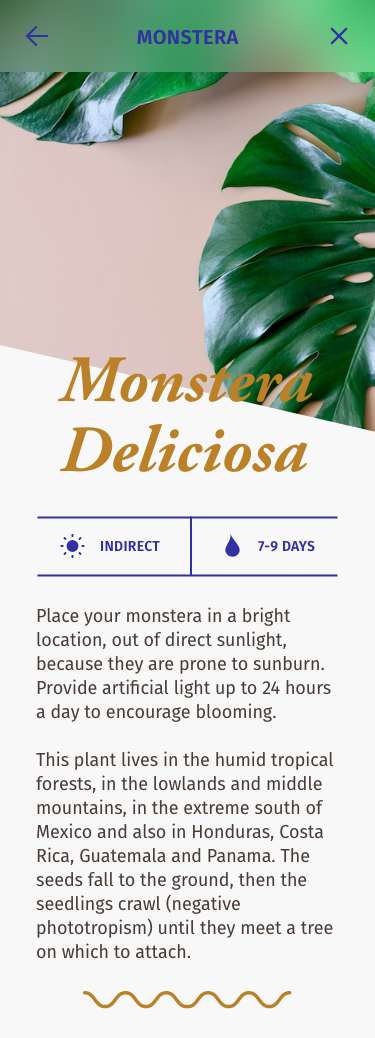 MONSTERA
Monstera
Deliciosa
INDIRECT
7-9 DAYS
Place your monstera in a bright
location, out of direct sunlight,
because they are prone to sunburn.
Provide artificial light up to 24 hours
a day to encourage blooming.
This plant lives in the humid tropical
forests, in the lowlands and middle
mountains, in the extreme south of
Mexico and also in Honduras, Costa
Rica, Guatemala and Panama. The
seeds fall to the ground, then the
seedlings crawl (negative
phototropism) until they meet a tree
on which to attach.